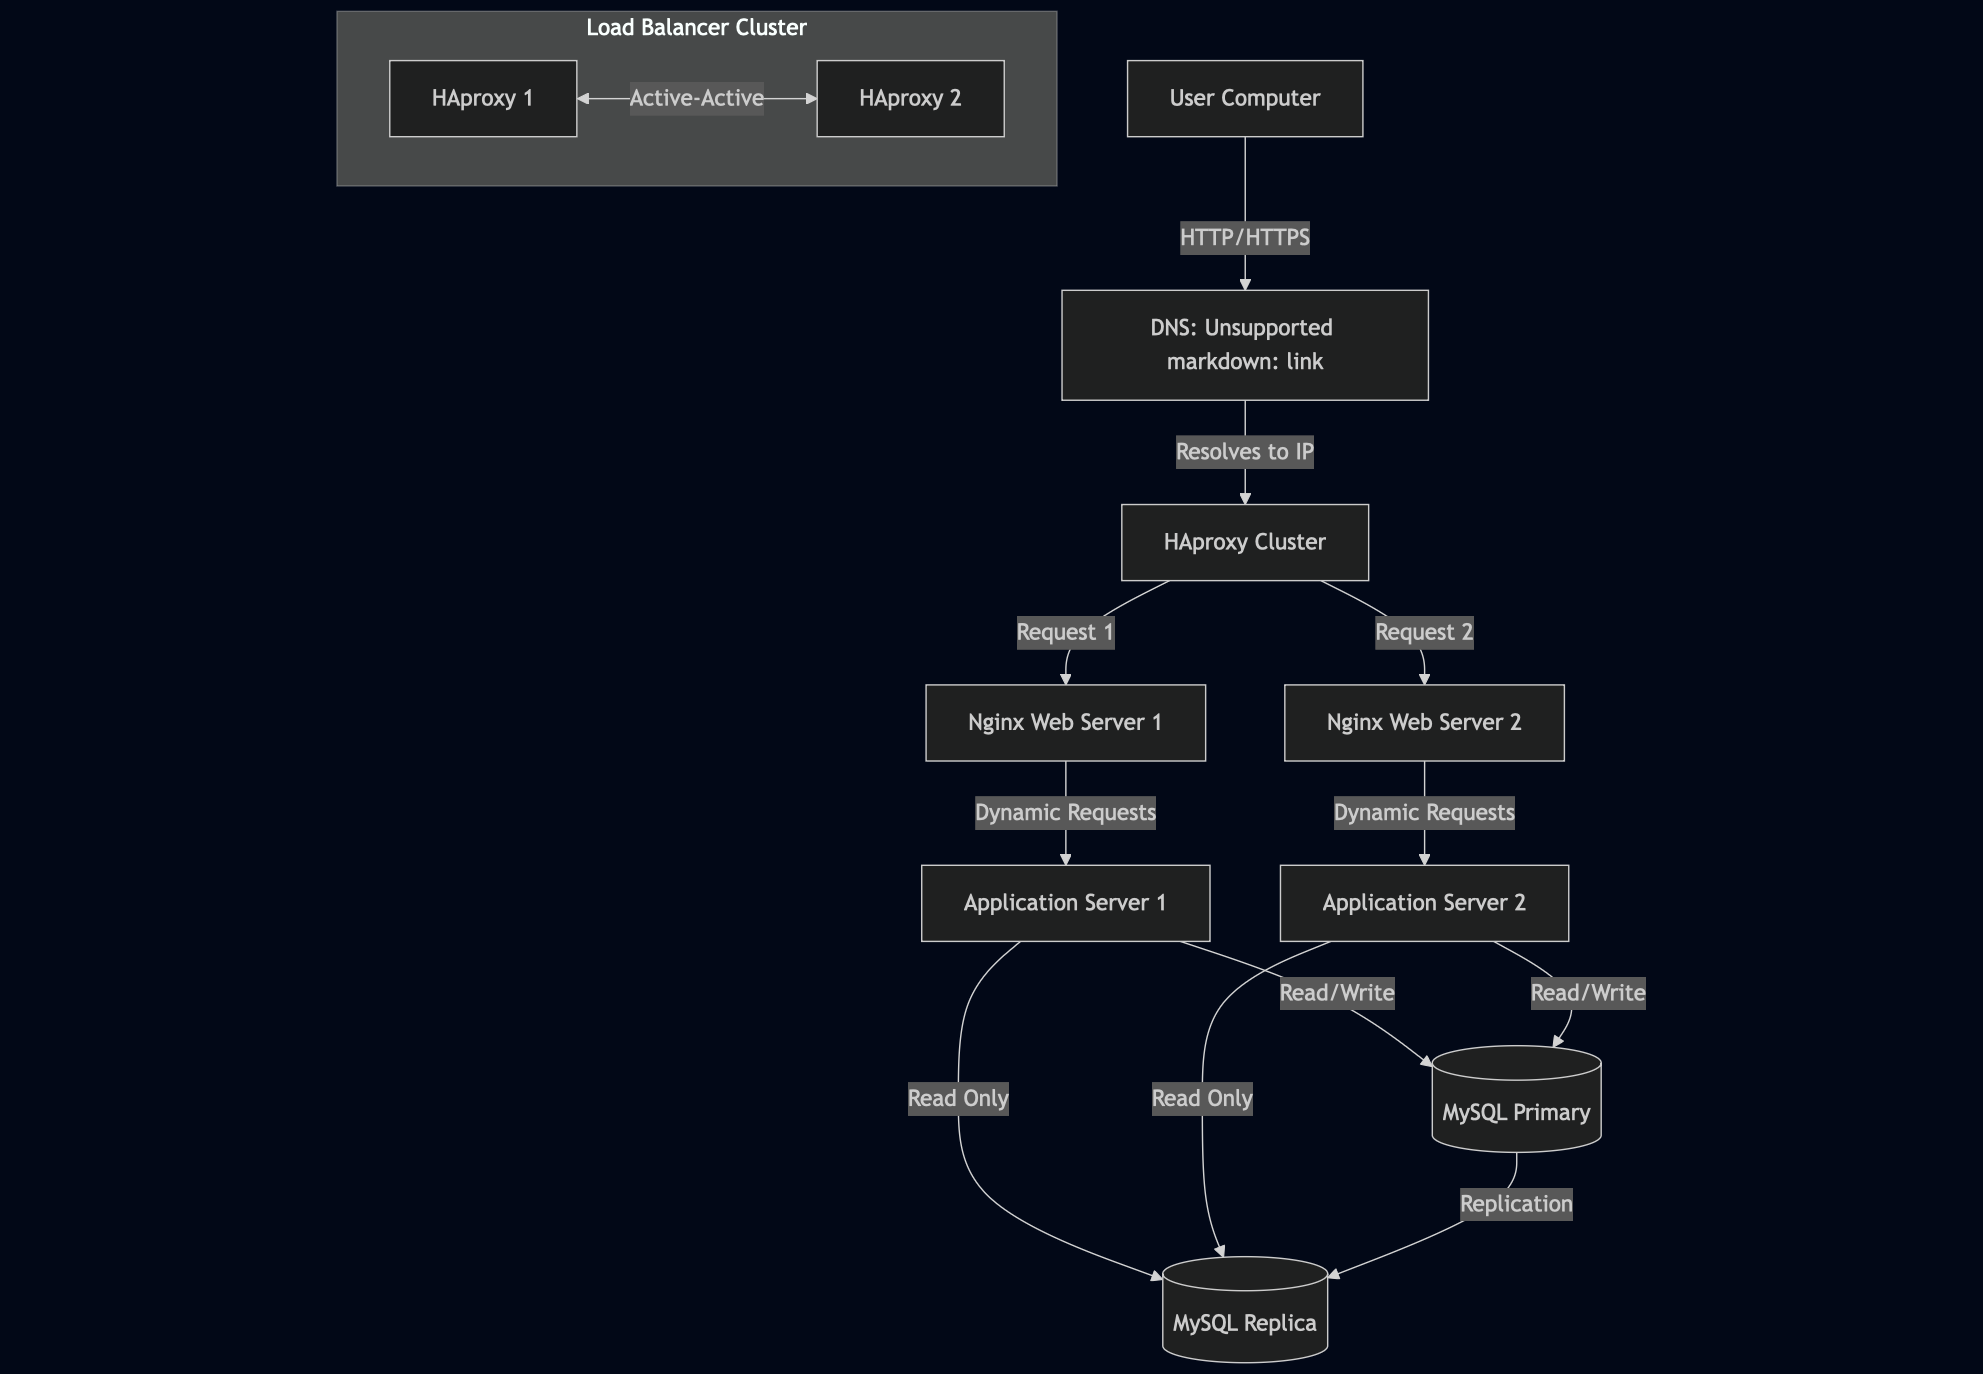 Load Balancer Cluster
HAproxy 1
Active-Active
HAproxy 2
User Computer
HTTP/HTTPS
DNS: Unsupported
markdown: link
Resolves to IP
HAproxy Cluster
Request 1
Request 2
Nginx Web Server 1
Nginx Web Server 2
Dynamic Requests
Dynamic Requests
Application Server 1
Application Server 2
Read/Write
Read/Write
Read Only
Read Only
MySQL Primary
Replication
MySQL Replica